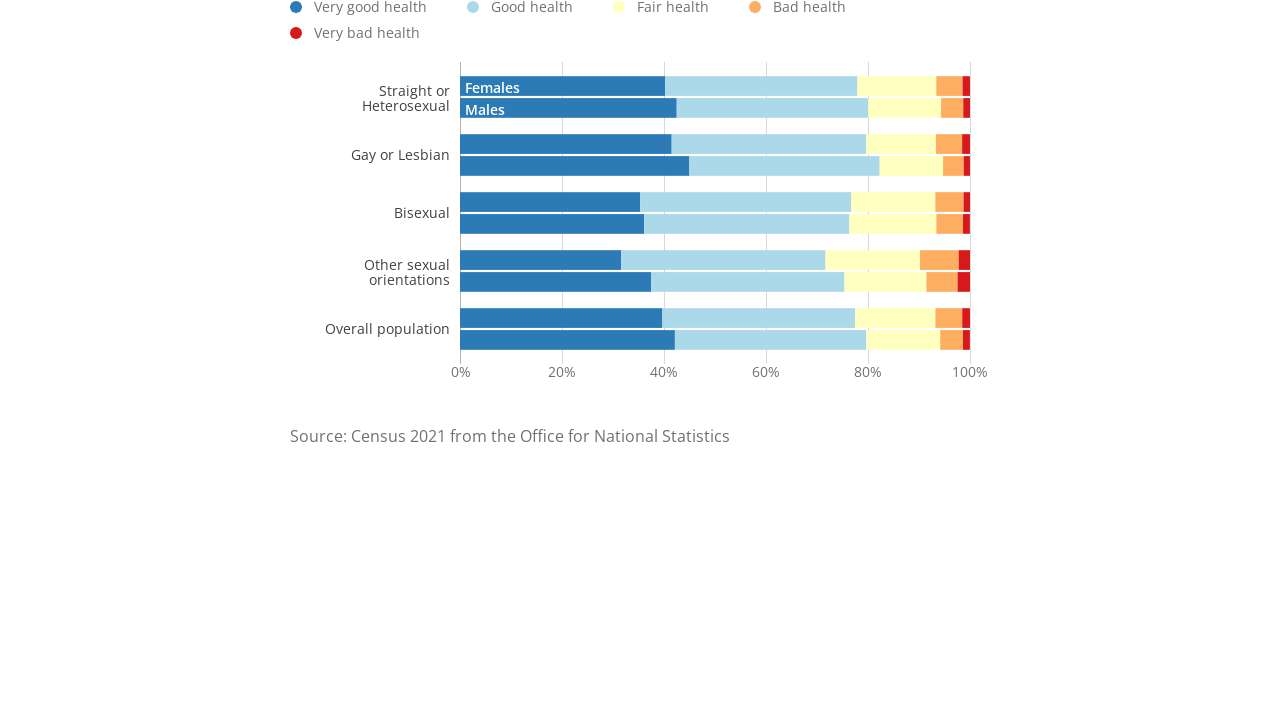 Very good health
Good health
Fair health
Bad health
Very bad health
Straight or
Heterosexual
Females
Males
Gay or Lesbian
Bisexual
Other sexual
orientations
Overall population
0%
20%
40%
60%
80%
100%
Source: Census 2021 from the Office for National Statistics